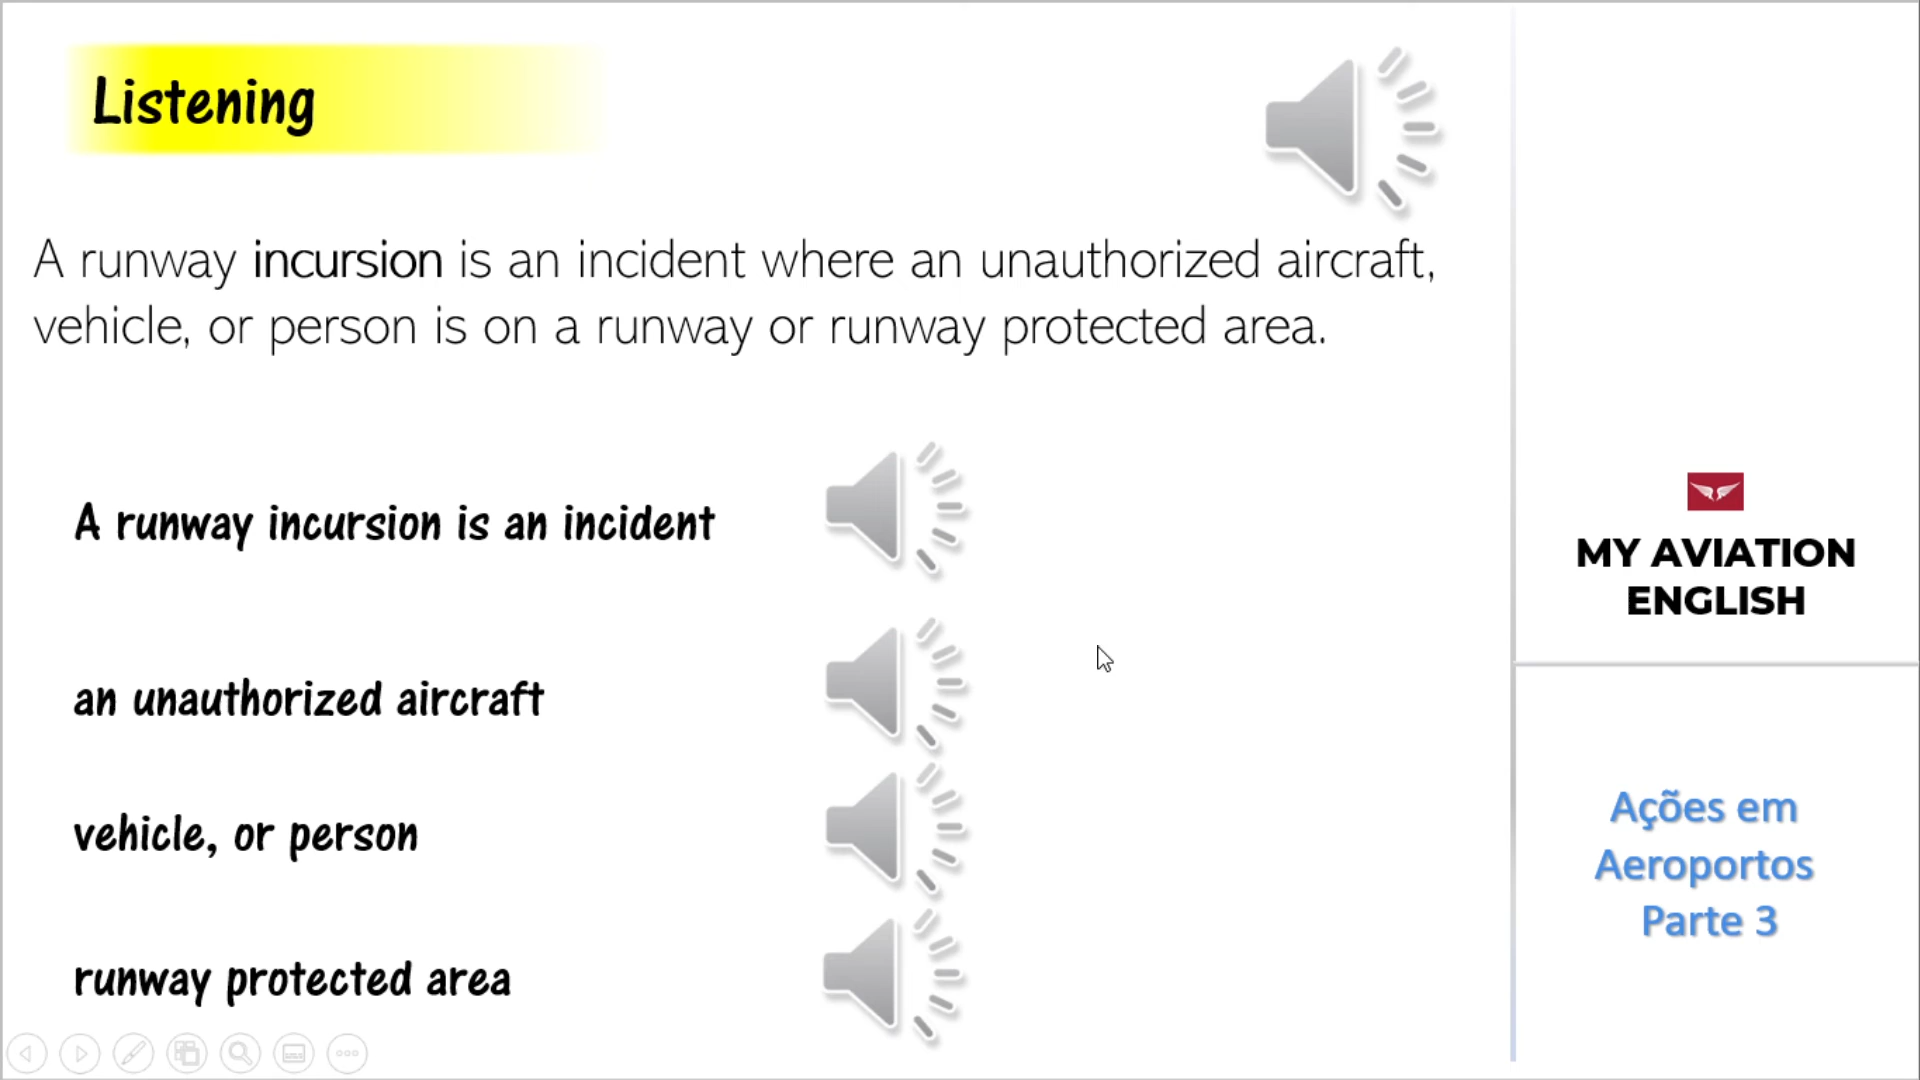 Listening
A runway incursion is an incident where an unauthorized aircraft,
vehicle, or person is on a runway or runway protected area.
A runway incursion is an incident
an unauthorized aircraft
vehicle, or person
runway protected area
MY AVIATION
ENGLISH
Ações em
Aeroportos
Parte 3